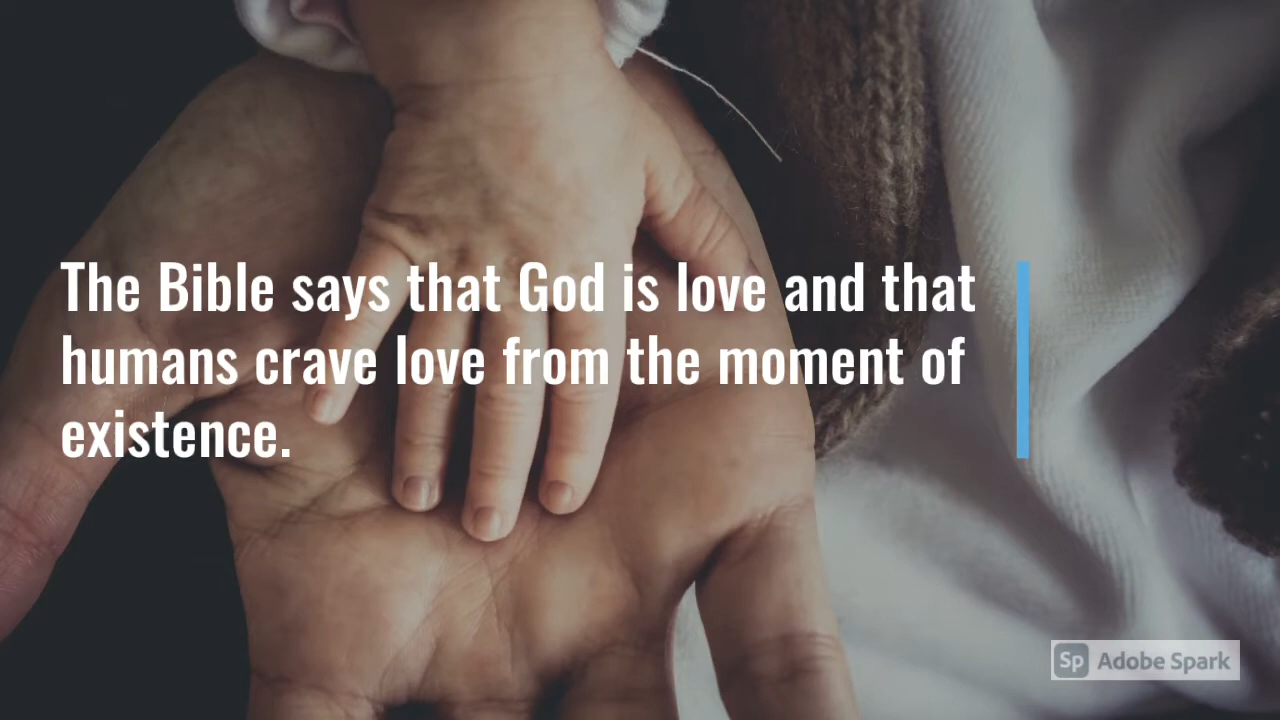 The Bible says that God is love and that
humans crave love from the moment of
existence.
Sp Adobe Spark